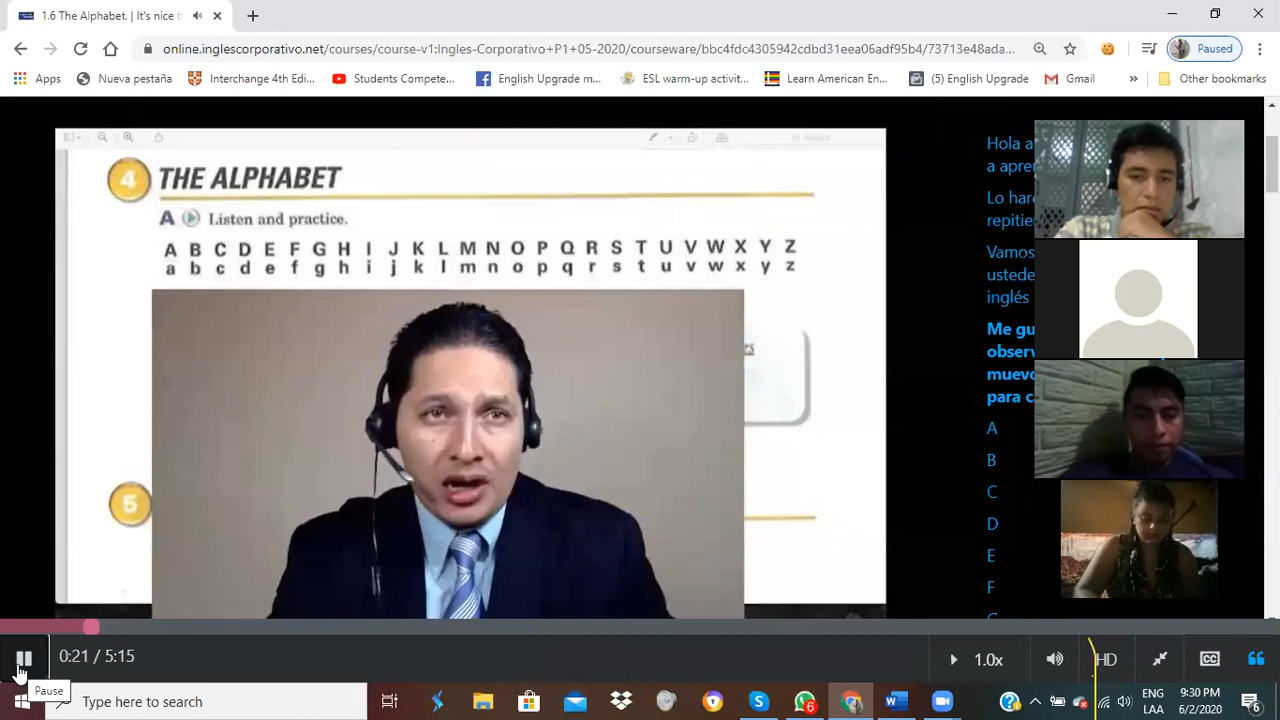 1.6 The Alphabet. | It's nice t
online.inglescorporativo.net/courses/course-v1:Ingles-Corporativo+P1+05-2020/courseware/bbc4fdc4305942cdbd31eea06adf95b4/73713e48ada...
Paused
Apps
Nueva pestaña
Interchange 4th Edi...
Students Compete...
English Upgrade m...
ESL warm-up activit...
Learn American En...
(5) English Upgrade
Gmail
»
Other bookmarks
4 THE ALPHABET
A Listen and practice.
A B C D E F G H I J K L M N O P Q R S T U V W X Y Z
a b c d e f g h i j k l m n o p q r s t u v w x y z
5
Hola a
a apre
Lo har
repitie
Vamos
ustede
inglés
Me gu
observ
muevo
para c
A
B
C
D
E
F
0:21 / 5:15
1.0x
HD
CC
Pause
Type here to search
6
ENG
LAA
9:30 PM
6/2/2020
6